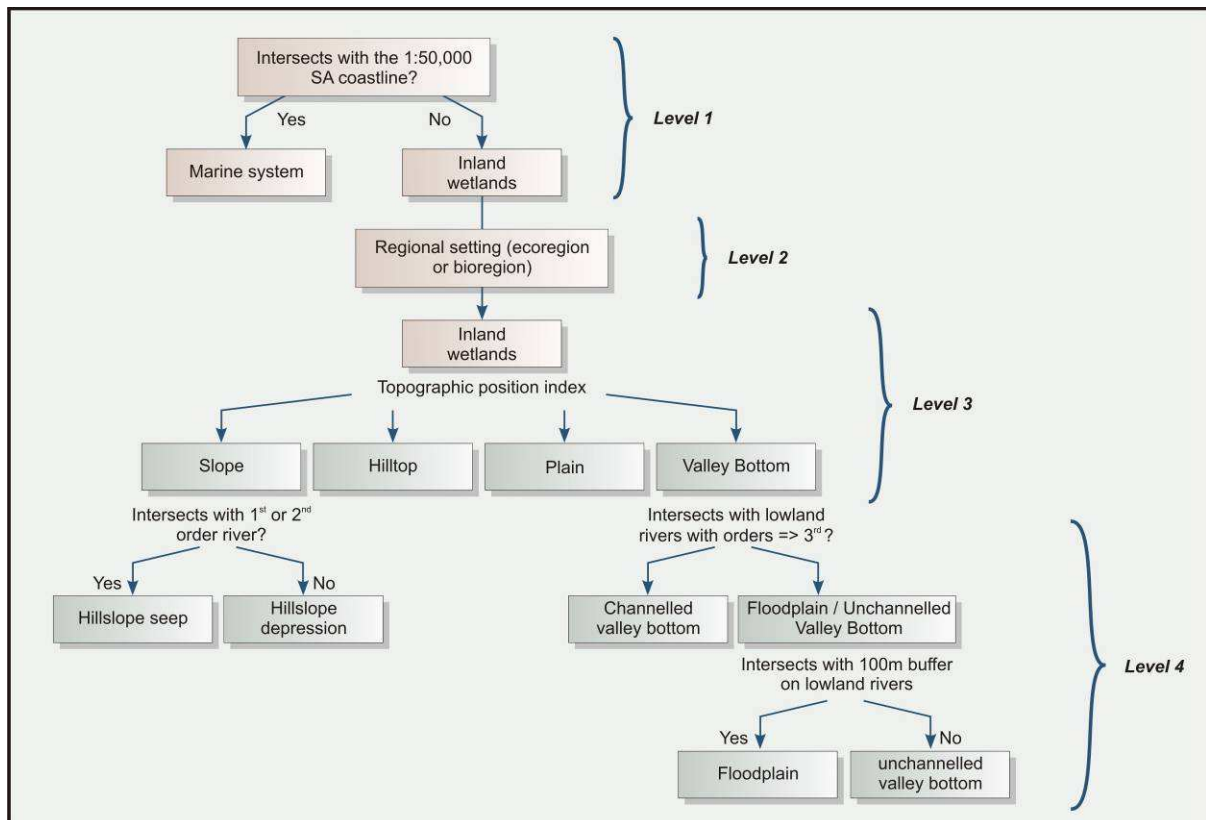 Intersects with the 1:50,000
SA coastline?
Yes
No
Level 1
Marine system
Inland
wetlands
Regional setting (ecoregion
or bioregion)
Level 2
Inland
wetlands
Topographic position index
Level 3
Slope
Hilltop
Plain
Valley Bottom
Intersects with 1st or 2nd
order river?
Intersects with lowland
rivers with orders => 3rd?
Yes
No
Hillslope seep
Hillslope
depression
Channelled
valley bottom
Floodplain / Unchannelled
Valley Bottom
Level 4
Intersects with 100m buffer
on lowland rivers
Yes
No
Floodplain
unchannelled
valley bottom